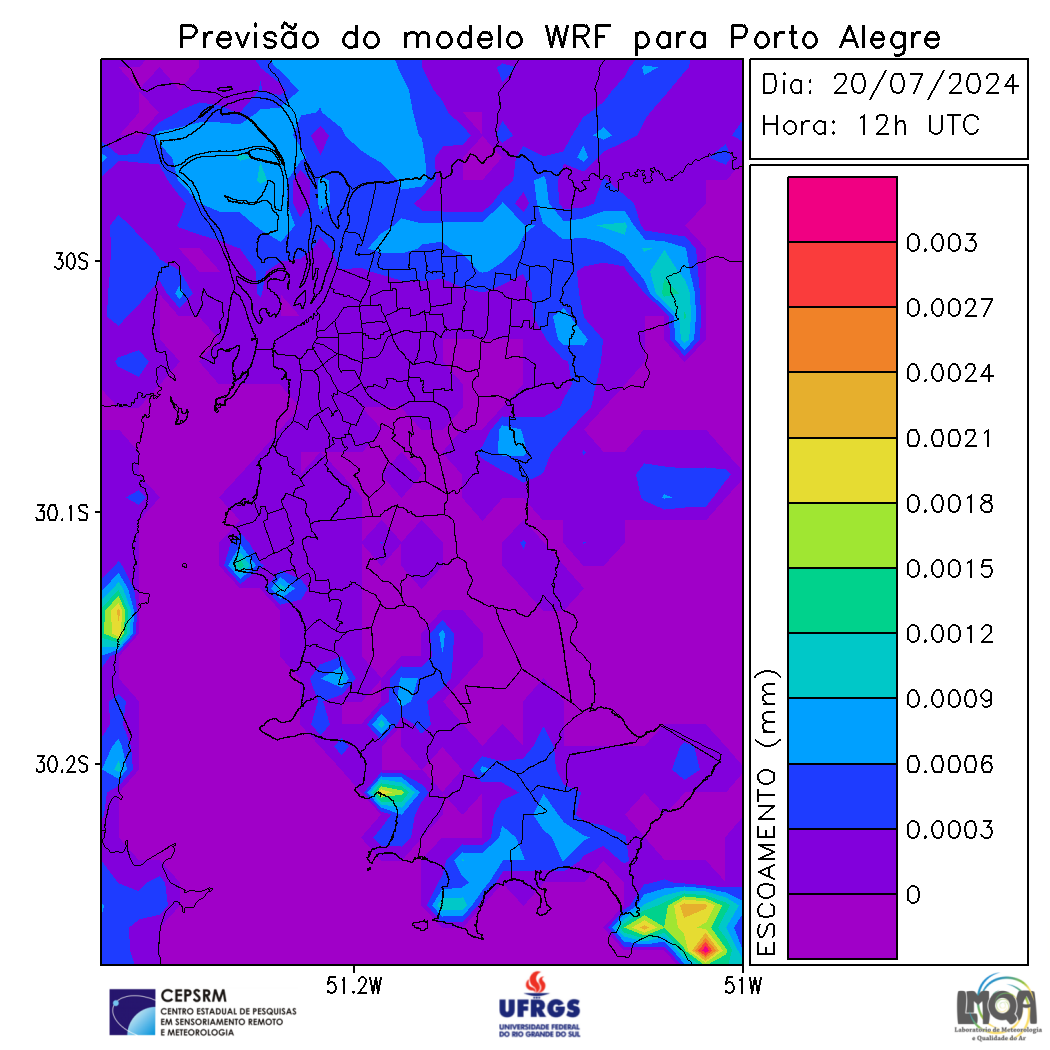 Previsão do modelo WRF para Porto Alegre
Dia: 20/07/2024
Hora: 12h UTC
30S
30.1S
30.2S
51.2W
51W
ESCOAMENTO (mm)
0.003
0.0027
0.0024
0.0021
0.0018
0.0015
0.0012
0.0009
0.0006
0.0003
0
CEPSRM
CENTRO ESTADUAL DE PESQUISAS
EM SENSORIAMENTO REMOTO
E METEOROLOGIA
UFRGS
UNIVERSIDADE FEDERAL
DO RIO GRANDE DO SUL
LMQA
Laboratório de Meteorologia
e Qualidade do Ar